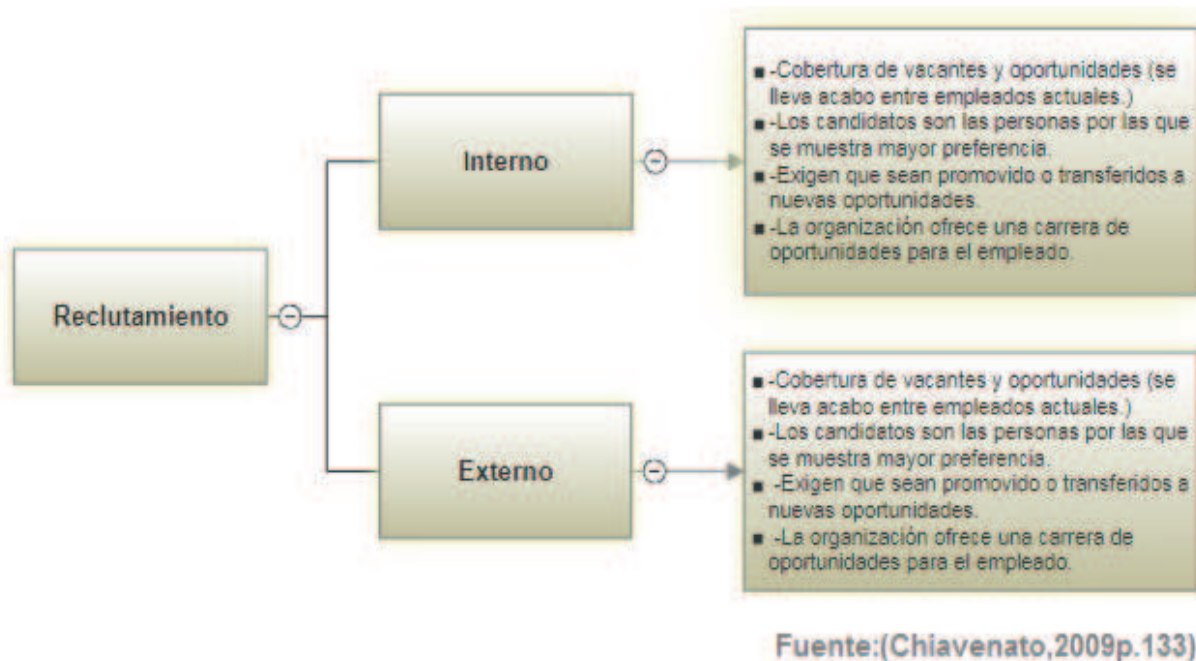 Reclutamiento
Interno
■ -Cobertura de vacantes y oportunidades (se
lleva acabo entre empleados actuales.)
■ -Los candidatos son las personas por las que
se muestra mayor preferencia.
■ -Exigen que sean promovido o transferidos a
nuevas oportunidades.
■ -La organización ofrece una carrera de
oportunidades para el empleado.
Externo
■ -Cobertura de vacantes y oportunidades (se
lleva acabo entre empleados actuales.)
■ -Los candidatos son las personas por las que
se muestra mayor preferencia.
■ -Exigen que sean promovido o transferidos a
nuevas oportunidades.
■ -La organización ofrece una carrera de
oportunidades para el empleado.
Fuente:(Chiavenato,2009p.133)